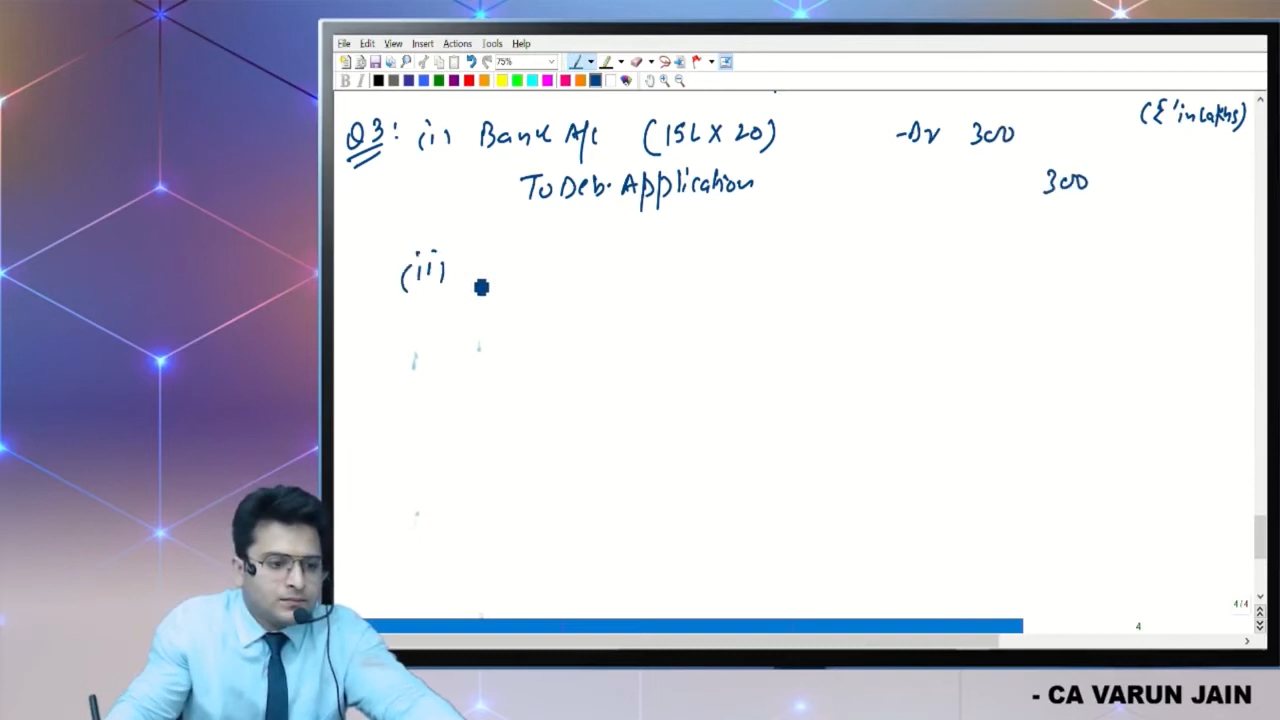 File Edit View Insert Actions Tools Help
75%
B I
(₹ 'in Lakhs)
Q3: (i) Bank A/c (15L X 20) -Dr 300
To Deb. Application 300
(ii)
4/4
4
- CA VARUN JAIN